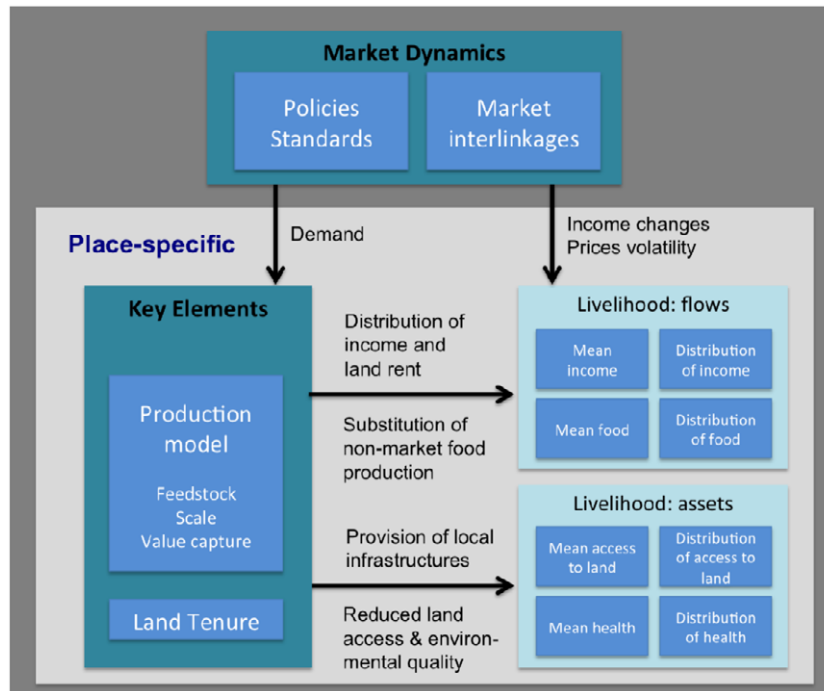 Market Dynamics
Policies
Standards
Market
interlinkages
Demand
Income changes
Prices volatility
Place-specific
Key Elements
Production
model
Feedstock
Scale
Value capture
Land Tenure
Distribution of
income and
land rent
Substitution of
non-market food
production
Provision of local
infrastructures
Reduced land
access & environ-
mental quality
Livelihood: flows
Mean
income
Distribution
of income
Mean food
Distribution
of food
Livelihood: assets
Mean access
to land
Distribution
of access to
land
Mean health
Distribution
of health